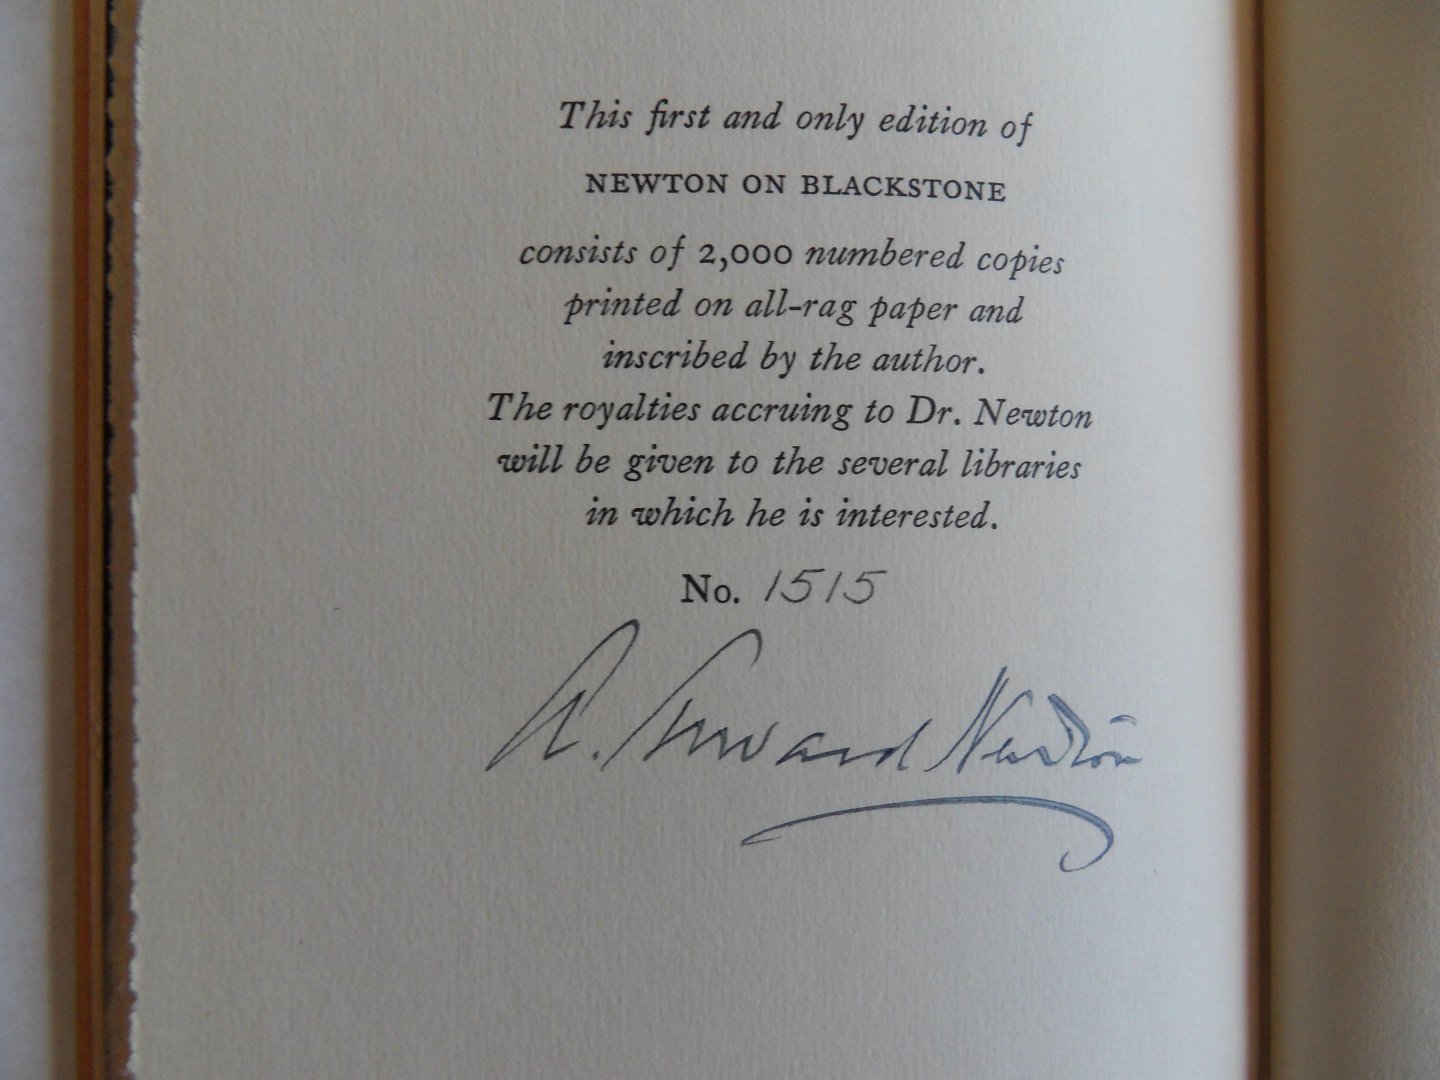 This first and only edition of
NEWTON ON BLACKSTONE
consists of 2,000 numbered copies
printed on all-rag paper and
inscribed by the author.
The royalties accruing to Dr. Newton
will be given to the several libraries
in which he is interested.
No. 1515
A. Edward Newton